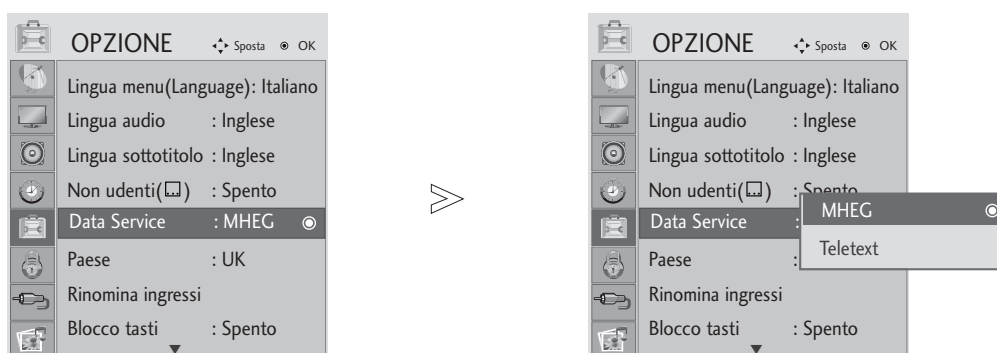 OPZIONE Sposta OK
Lingua menu(Language): Italiano
Lingua audio : Inglese
Lingua sottotitolo : Inglese
Non udenti( ) : Spento
Data Service : MHEG
Paese : UK
Rinomina ingressi
Blocco tasti : Spento
OPZIONE Sposta OK
Lingua menu(Language): Italiano
Lingua audio : Inglese
Lingua sottotitolo : Inglese
Non udenti( ) : Spento
Data Service :
MHEG
Teletext
Paese :
Rinomina ingressi
Blocco tasti : Spento